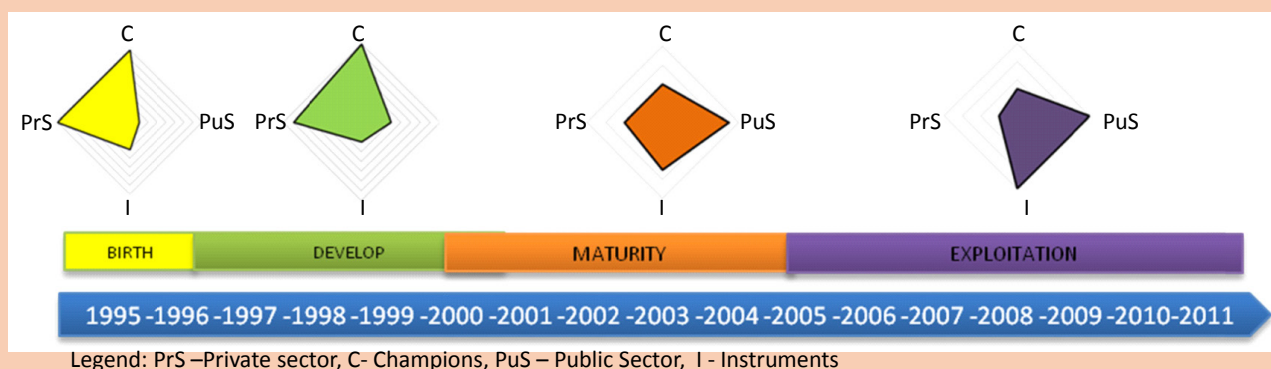 C C C C
PrS PuS PrS PrS PuS PrS PuS
I I I I
BIRTH DEVELOP MATURITY EXPLOITATION
1995 -1996 -1997 -1998 -1999 -2000 -2001 -2002 -2003 -2004 -2005 -2006 -2007 -2008 -2009 -2010-2011
Legend: PrS –Private sector, C- Champions, PuS – Public Sector, I - Instruments